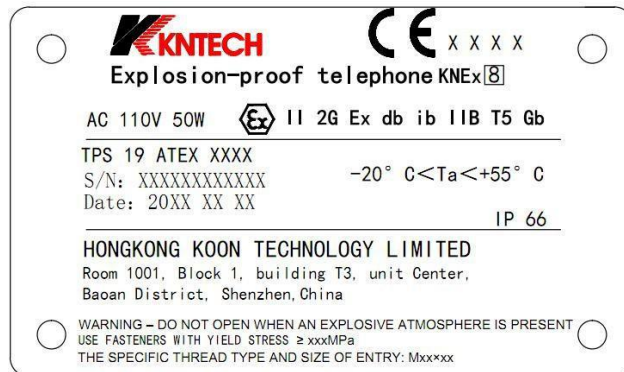 KNTECH CE X X X X
Explosion-proof telephone KNEx8
AC 110V 50W Ex II 2G Ex db ib IIB T5 Gb
TPS 19 ATEX XXXX
S/N: XXXXXXXXXXXX
-20° C<Ta<+55° C
Date: 20XX XX XX
IP 66
HONGKONG KOON TECHNOLOGY LIMITED
Room 1001, Block 1, building T3, unit Center,
Baoan District, Shenzhen,China
WARNING – DO NOT OPEN WHEN AN EXPLOSIVE ATMOSPHERE IS PRESENT
USE FASTENERS WITH YIELD STRESS ≥ xxxMPa
THE SPECIFIC THREAD TYPE AND SIZE OF ENTRY: Mxx×xx